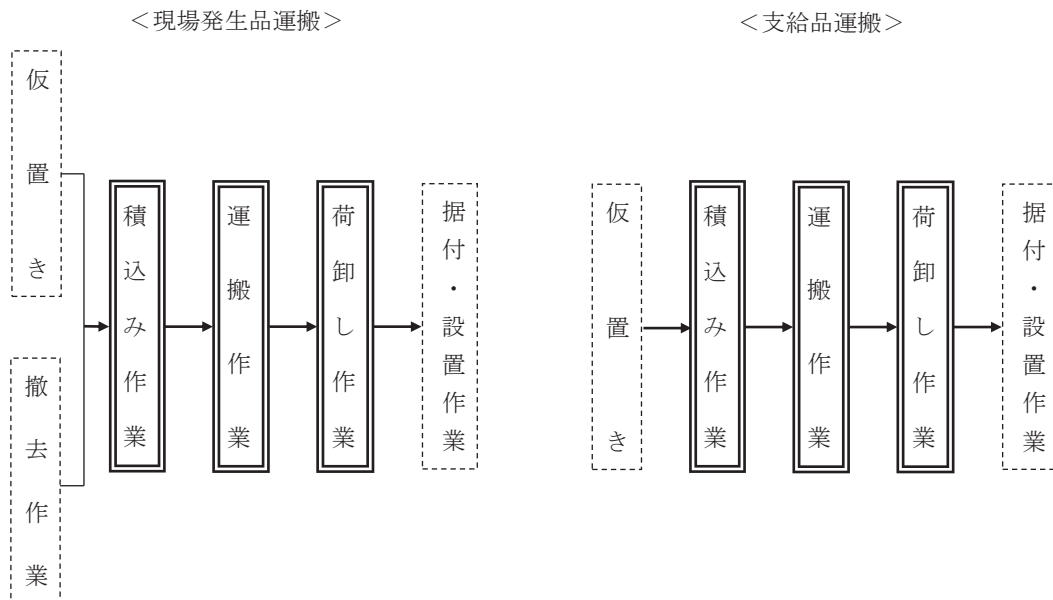 ＜現場発生品運搬＞
仮置き
撤去作業
積込み作業
運搬作業
荷卸し作業
据付・設置作業
＜支給品運搬＞
仮置き
積込み作業
運搬作業
荷卸し作業
据付・設置作業